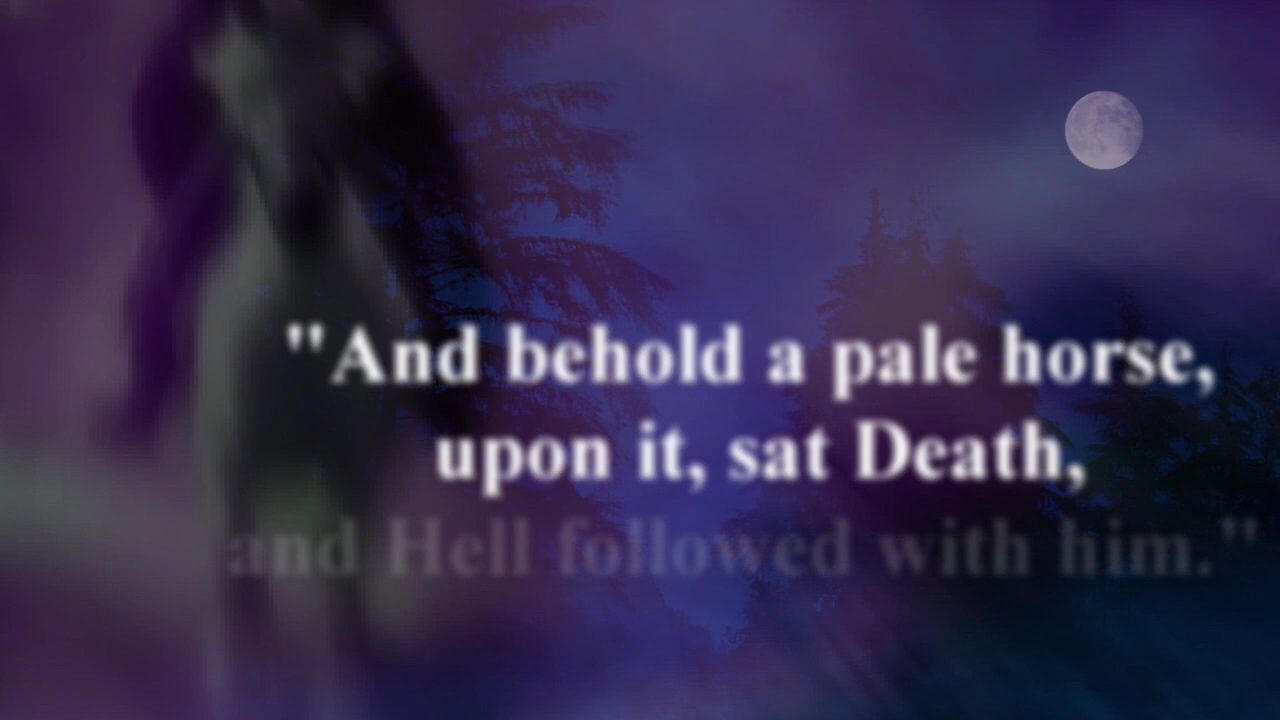 "And behold a pale horse,
upon it, sat Death,
and Hell followed with him."